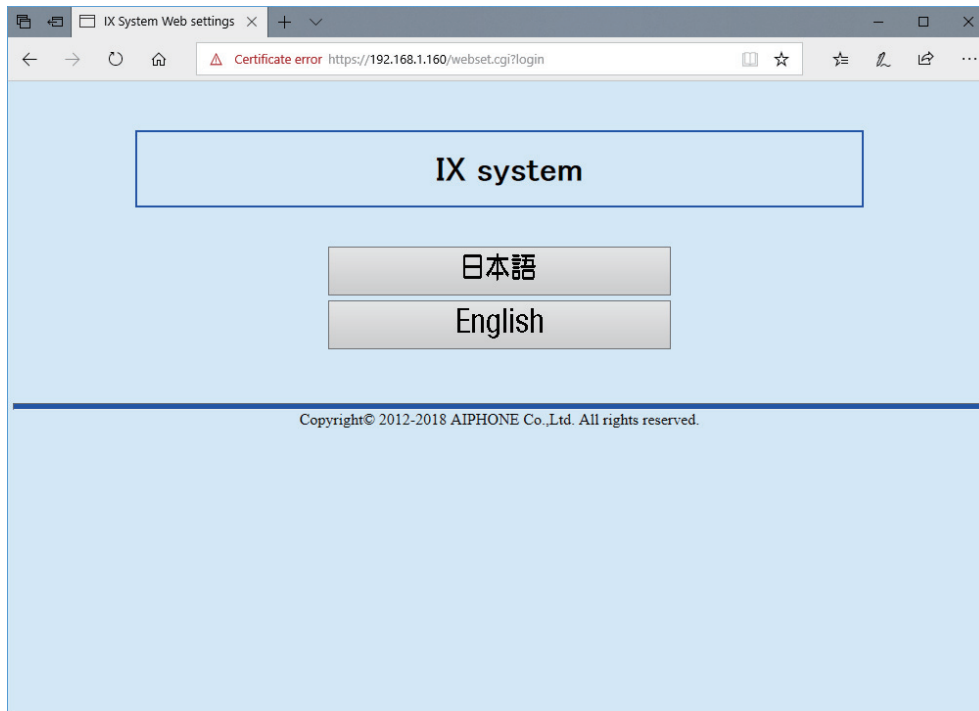 IX System Web settings
Certificate error https://192.168.1.160/webset.cgi?login
IX system
日本語
English
Copyright© 2012-2018 AIPHONE Co.,Ltd. All rights reserved.